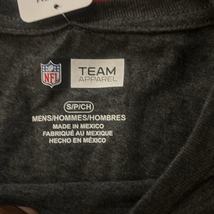 NFL
TEAM
APPAREL
S/P/CH
MENS/HOMMES/HOMBRES
MADE IN MEXICO
FABRIQUÉ AU MEXIQUE
HECHO EN MÉXICO